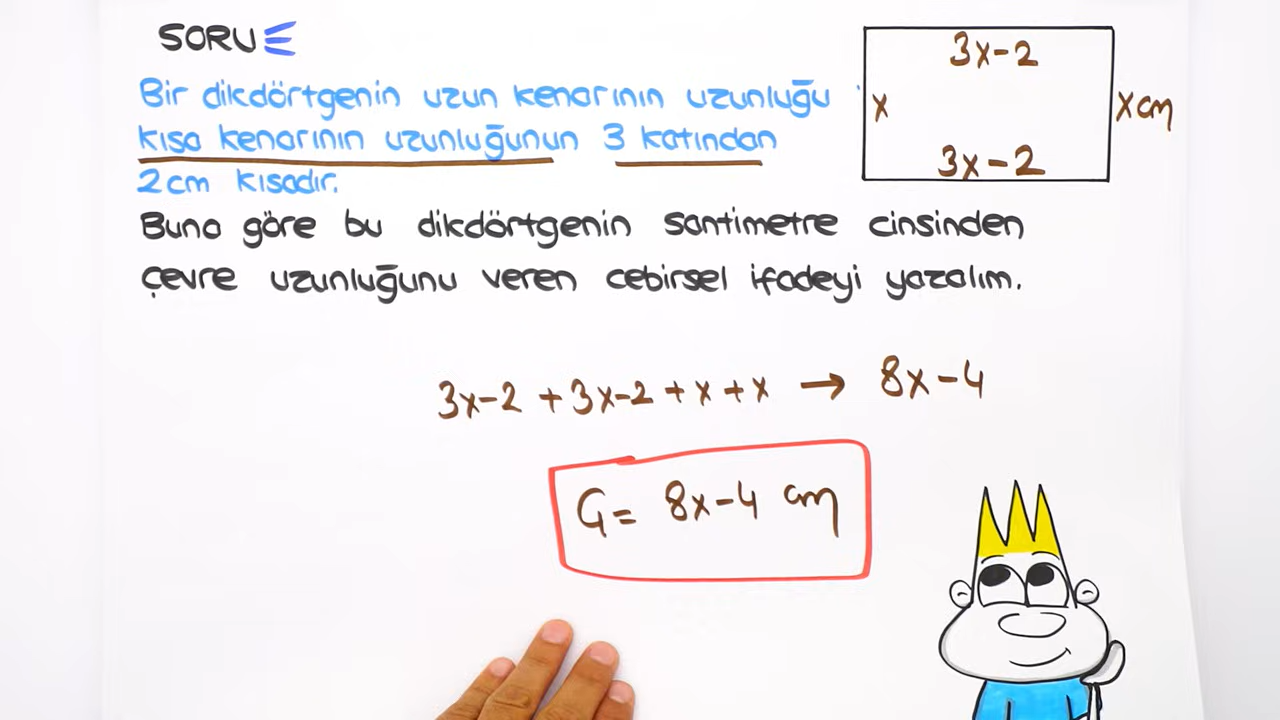 SORU
Bir dikdörtgenin uzun kenarının uzunluğu
kısa kenarının uzunluğunun 3 katından
2cm kısadır.
Buna göre bu dikdörtgenin santimetre cinsinden
çevre uzunluğunu veren cebirsel ifadeyi yazalım.
3x-2
x
x cm
3x-2
3x-2 +3x-2 + x + x → 8x-4
Ç= 8x-4 cm